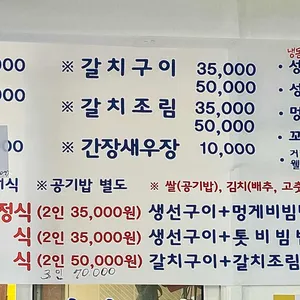 000 ※ 갈치구이 35,000
50,000
000 ※ 갈치조림 35,000
50,000
※ 간장새우장 10,000
식 ※ 공기밥 별도 ※ 쌀(공기밥), 김치(배추, 고춧
정식 (2인 35,000원) 생선구이+멍게비빔
식 (2인 35,000원) 생선구이+톳비빔밥
식 (2인 50,000원) 갈치구이+갈치조림
3인 70'000